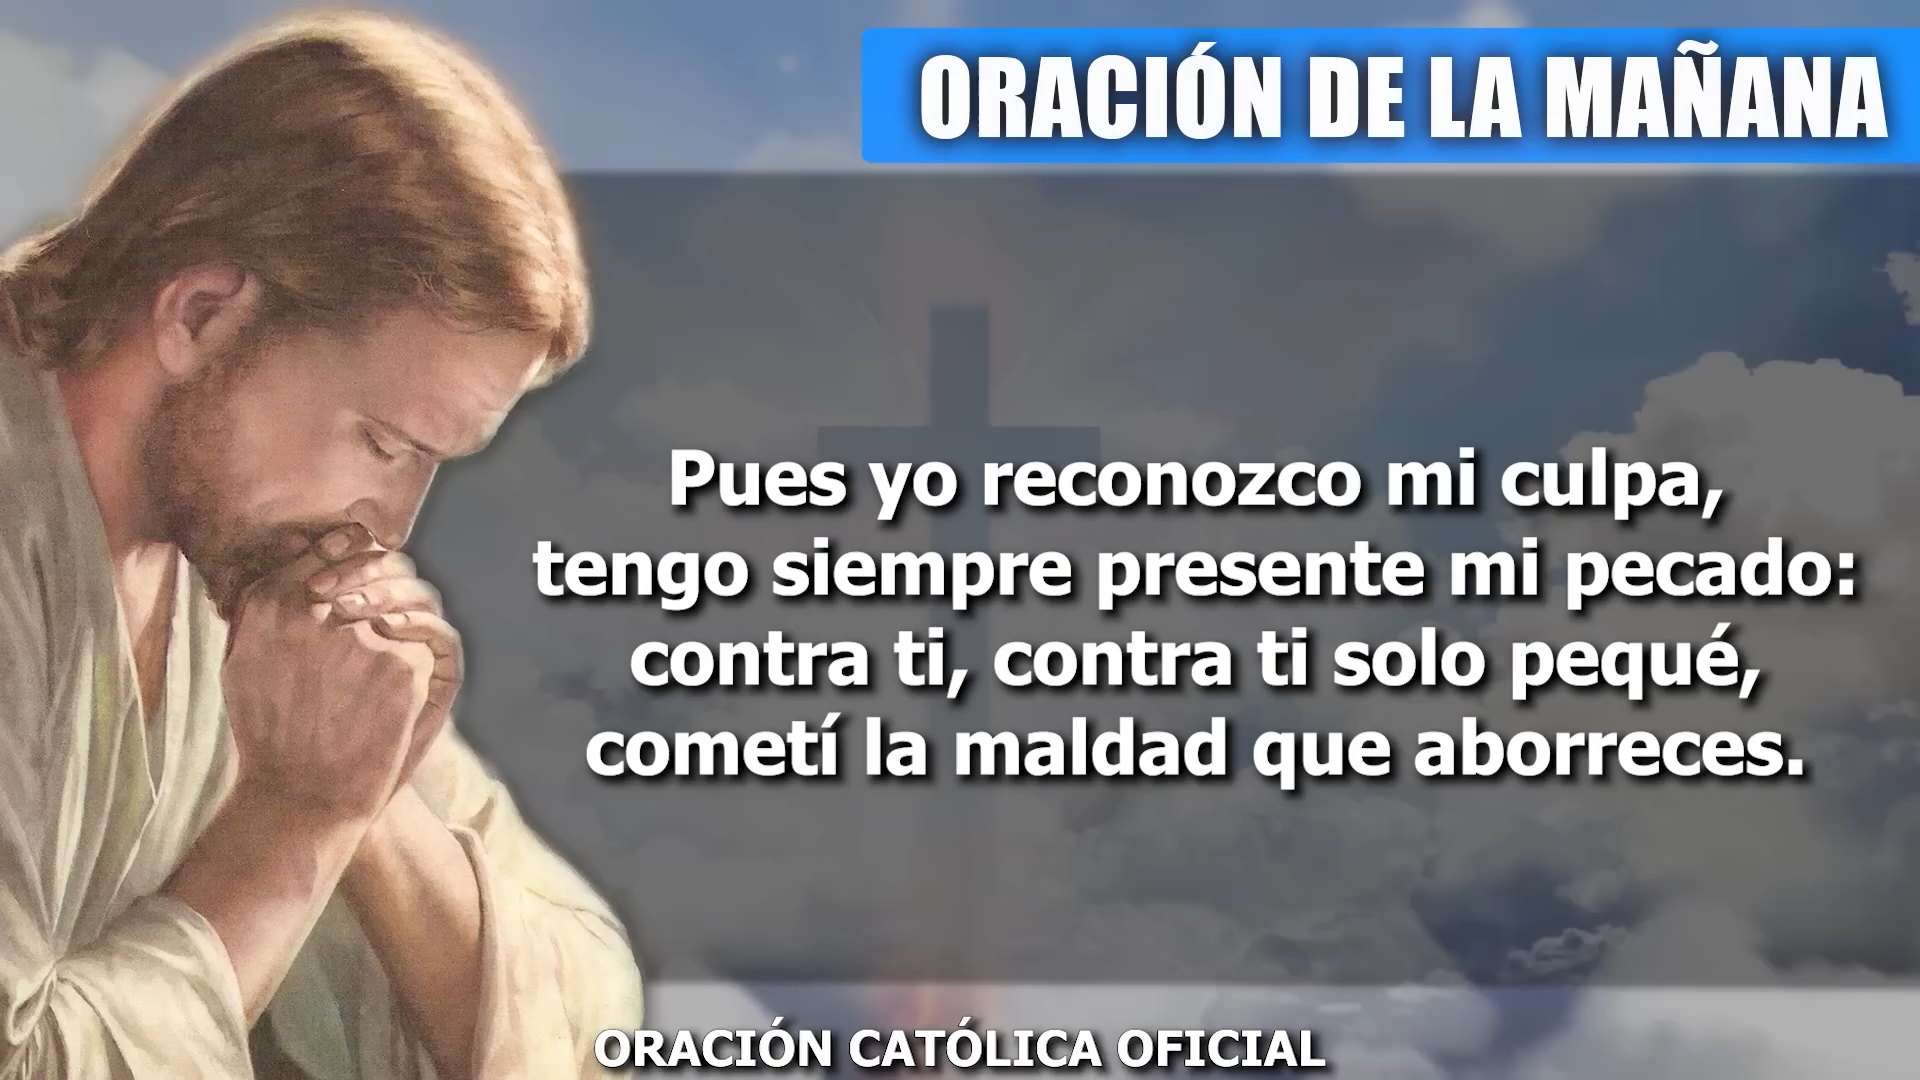 ORACIÓN DE LA MAÑANA
Pues yo reconozco mi culpa,
tengo siempre presente mi pecado:
contra ti, contra ti solo pequé,
cometí la maldad que aborreces.
ORACIÓN CATÓLICA OFICIAL